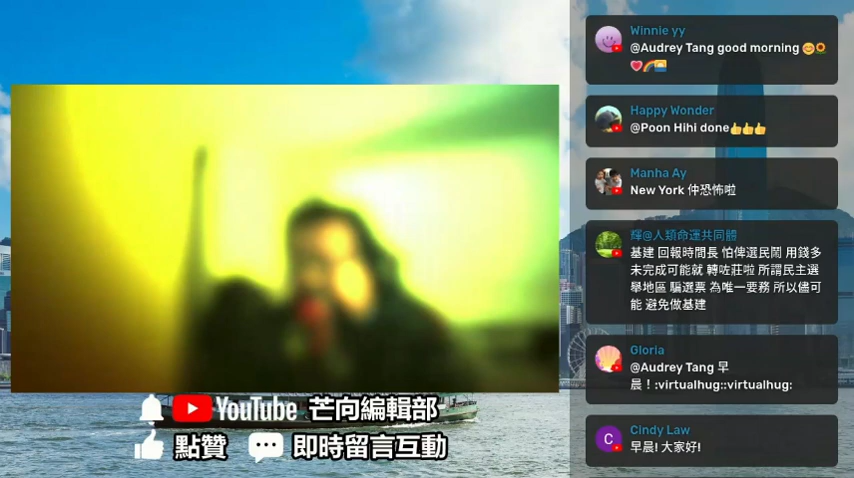 Winnie yy
@Audrey Tang good morning 😊🌻
💗🌈🌅
Happy Wonder
@Poon Hihi done👍👍👍
Manha Ay
New York 仲恐怖啦
輝@人類命運共同體
基建 回報時間長 怕俾選民鬧 用錢多
未完成可能就 轉咗莊啦 所謂民主選
舉地區 騙選票 為唯一要務 所以儘可
能 避免做基建
Gloria
@Audrey Tang 早
晨！:virtualhug::virtualhug:
C
Cindy Law
早晨! 大家好!
YouTube 芒向編輯部
點贊 即時留言互動